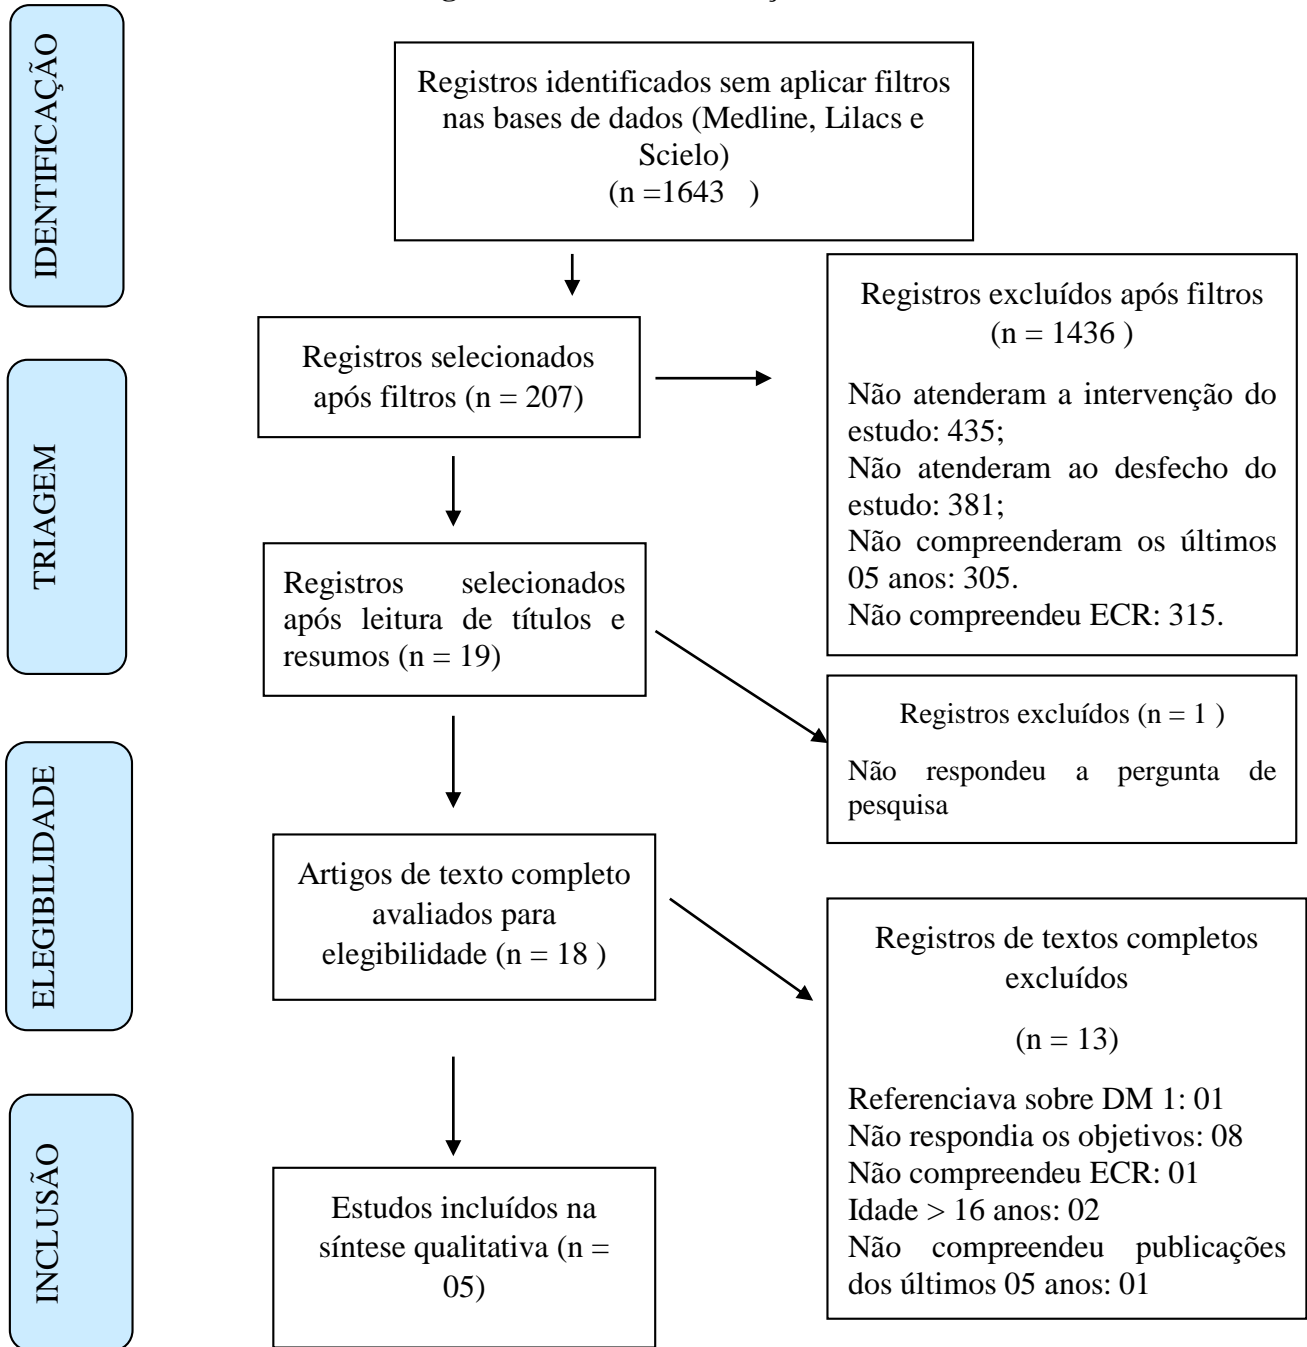 IDENTIFICAÇÃO
Registros identificados sem aplicar filtros
nas bases de dados (Medline, Lilacs e
Scielo)
(n =1643 )
Registros excluídos após filtros
(n = 1436 )
Não atenderam a intervenção do
estudo: 435;
Não atenderam ao desfecho do
estudo: 381;
Não compreenderam os últimos
05 anos: 305.
Não compreendeu ECR: 315.
TRIAGEM
Registros selecionados
após filtros (n = 207)
Registros selecionados
após leitura de títulos e
resumos (n = 19)
Registros excluídos (n = 1 )
Não respondeu a pergunta de
pesquisa
ELEGIBILIDADE
Artigos de texto completo
avaliados para
elegibilidade (n = 18 )
Registros de textos completos
excluídos
(n = 13)
Referenciava sobre DM 1: 01
Não respondia os objetivos: 08
Não compreendeu ECR: 01
Idade > 16 anos: 02
Não compreendeu publicações
dos últimos 05 anos: 01
INCLUSÃO
Estudos incluídos na
síntese qualitativa (n =
05)